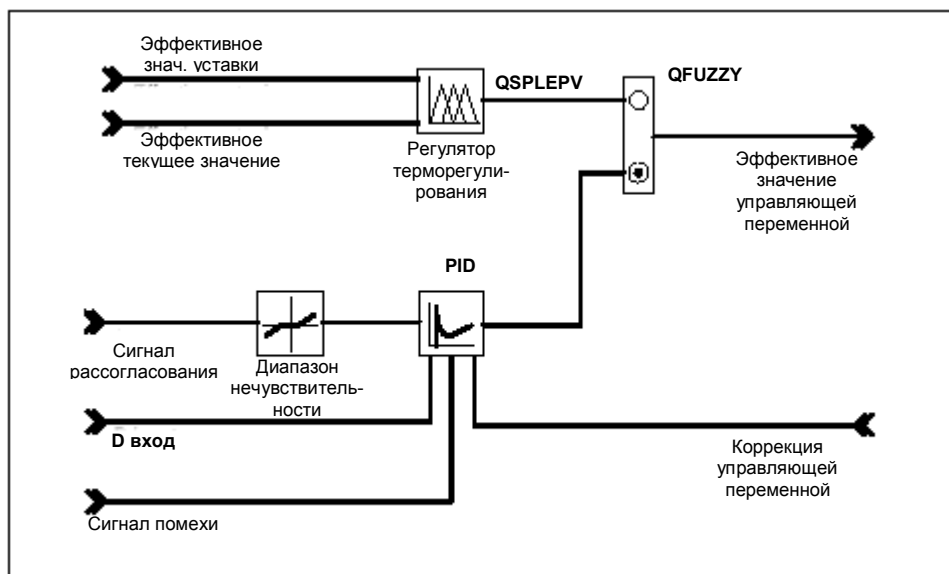 Эффективное
знач. уставки
QSPLEPV
QFUZZY
Эффективное
текущее значение
Регулятор
терморегули-
рования
Эффективное
значение
управляющей
переменной
PID
Сигнал
рассогласования
Диапазон
нечувствитель-
ности
D вход
Коррекция
управляющей
переменной
Сигнал помехи